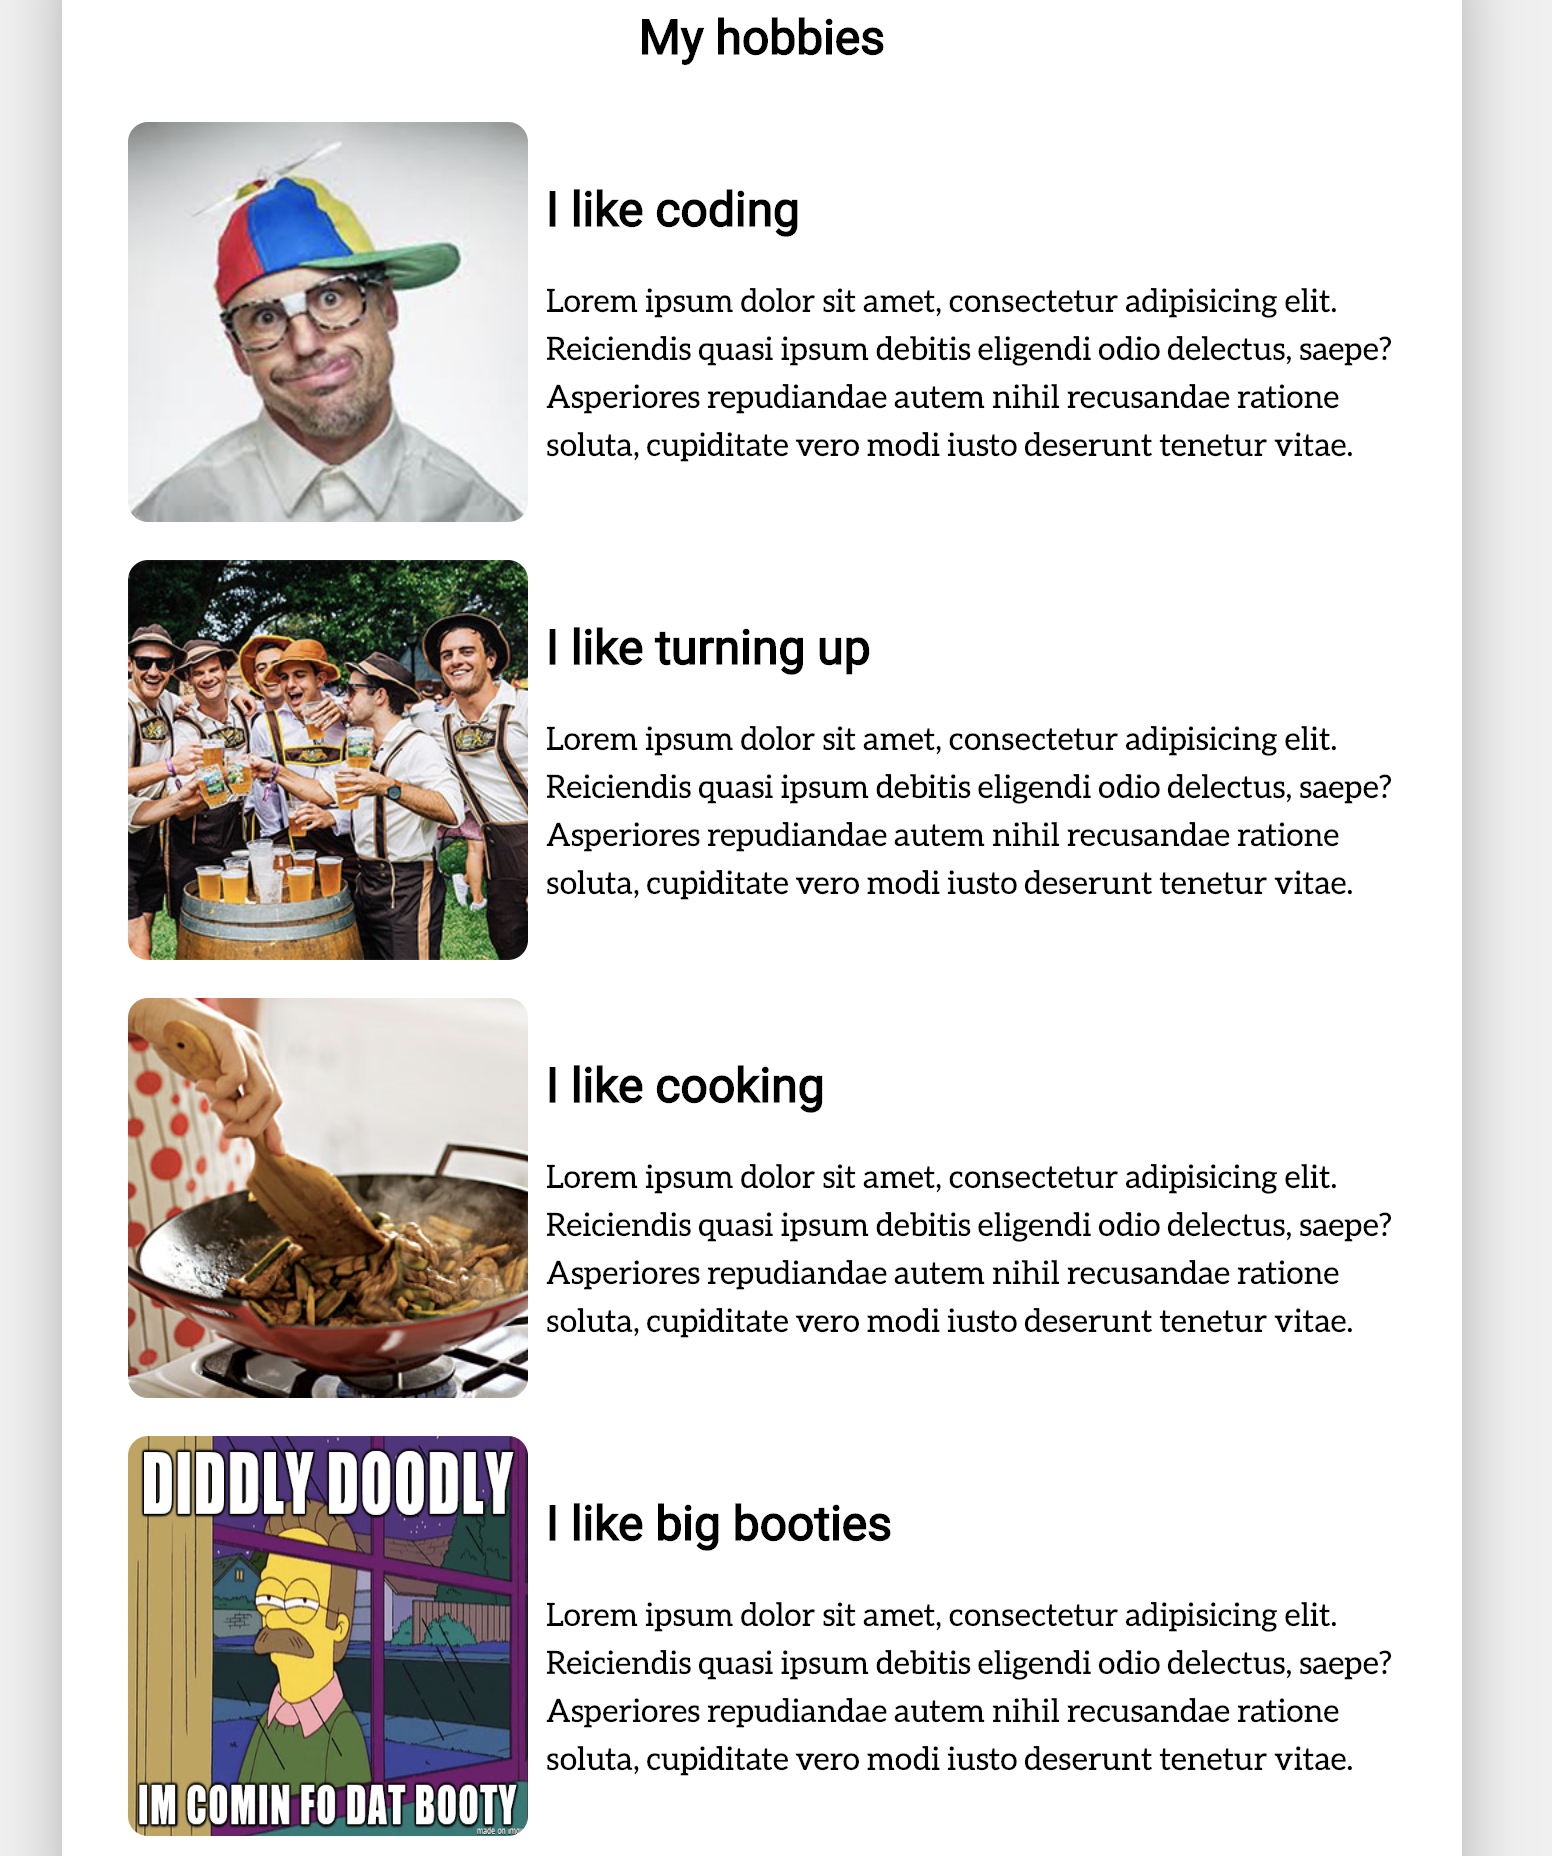 My hobbies
I like coding
Lorem ipsum dolor sit amet, consectetur adipisicing elit.
Reiciendis quasi ipsum debitis eligendi odio delectus, saepe?
Asperiores repudiandae autem nihil recusandae ratione
soluta, cupiditate vero modi iusto deserunt tenetur vitae.
I like turning up
Lorem ipsum dolor sit amet, consectetur adipisicing elit.
Reiciendis quasi ipsum debitis eligendi odio delectus, saepe?
Asperiores repudiandae autem nihil recusandae ratione
soluta, cupiditate vero modi iusto deserunt tenetur vitae.
I like cooking
Lorem ipsum dolor sit amet, consectetur adipisicing elit.
Reiciendis quasi ipsum debitis eligendi odio delectus, saepe?
Asperiores repudiandae autem nihil recusandae ratione
soluta, cupiditate vero modi iusto deserunt tenetur vitae.
DIDDLY DOODLY
IM COMIN FO DAT BOOTY
made on
I like big booties
Lorem ipsum dolor sit amet, consectetur adipisicing elit.
Reiciendis quasi ipsum debitis eligendi odio delectus, saepe?
Asperiores repudiandae autem nihil recusandae ratione
soluta, cupiditate vero modi iusto deserunt tenetur vitae.